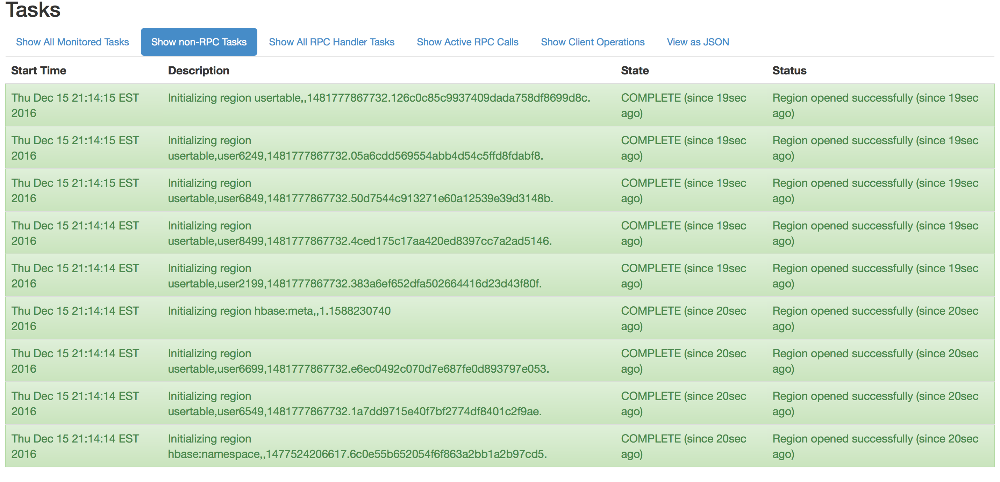 Tasks
Show All Monitored Tasks Show non-RPC Tasks Show All RPC Handler Tasks Show Active RPC Calls Show Client Operations View as JSON
Start Time Description State Status
Thu Dec 15 21:14:15 EST Initializing region usertable,,1481777867732.126c0c85c9937409dada758df8699d8c. COMPLETE (since 19sec Region opened successfully (since 19sec
2016 ago) ago)
Thu Dec 15 21:14:15 EST Initializing region COMPLETE (since 19sec Region opened successfully (since 19sec
2016 usertable,user6249,1481777867732.05a6cdd569554abb4d54c5ffd8fdabf8. ago) ago)
Thu Dec 15 21:14:15 EST Initializing region COMPLETE (since 19sec Region opened successfully (since 19sec
2016 usertable,user6849,1481777867732.50d7544c913271e60a12539e39d3148b. ago) ago)
Thu Dec 15 21:14:14 EST Initializing region COMPLETE (since 19sec Region opened successfully (since 19sec
2016 usertable,user8499,1481777867732.4ced175c17aa420ed8397cc7a2ad5146. ago) ago)
Thu Dec 15 21:14:14 EST Initializing region COMPLETE (since 19sec Region opened successfully (since 19sec
2016 usertable,user2199,1481777867732.383a6ef652dfa502664416d23d43f80f. ago) ago)
Thu Dec 15 21:14:14 EST Initializing region hbase:meta,,1.1588230740 COMPLETE (since 20sec Region opened successfully (since 20sec
2016 ago) ago)
Thu Dec 15 21:14:14 EST Initializing region COMPLETE (since 20sec Region opened successfully (since 20sec
2016 usertable,user6699,1481777867732.e6ec0492c070d7e687fe0d893797e053. ago) ago)
Thu Dec 15 21:14:14 EST Initializing region COMPLETE (since 20sec Region opened successfully (since 20sec
2016 usertable,user6549,1481777867732.1a7dd9715e40f7bf2774df8401c2f9ae. ago) ago)
Thu Dec 15 21:14:14 EST Initializing region COMPLETE (since 20sec Region opened successfully (since 20sec
2016 hbase:namespace,,1477524206617.6c0e55b652054f6f863a2bb1a2b97cd5. ago) ago)